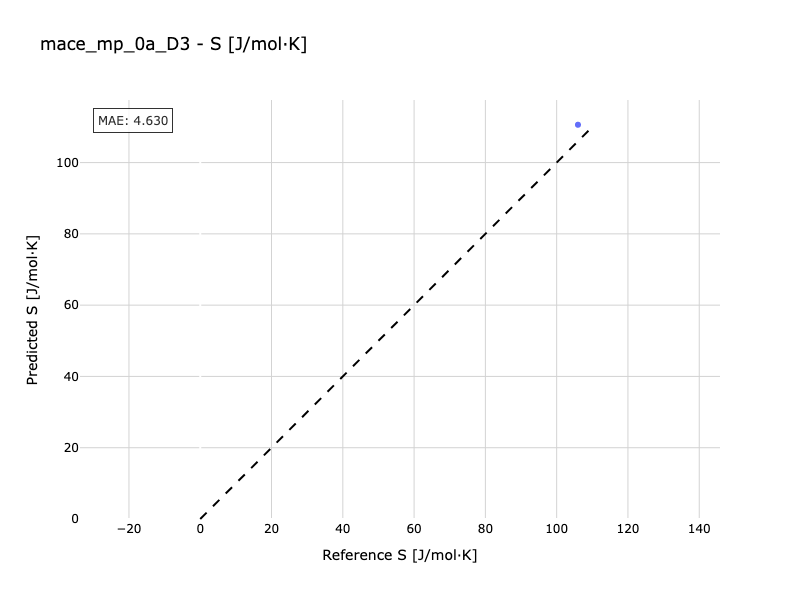 mace_mp_0a_D3 - S [J/mol·K]
MAE: 4.630
100
80
60
40
20
0
Predicted S [J/mol·K]
−20 0 20 40 60 80 100 120 140
Reference S [J/mol·K]